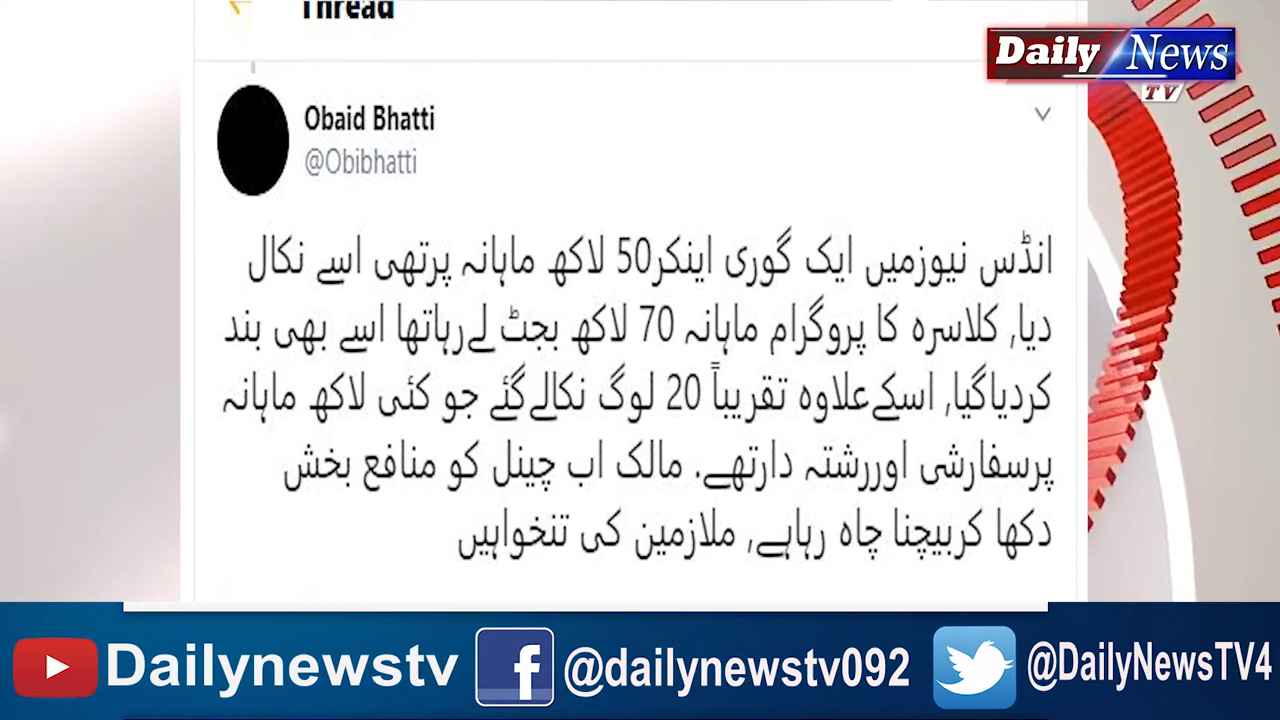 Thread
Daily News
TV
Obaid Bhatti
@Obibhatti
انڈس نیوزمیں ایک گوری اینکر50 لاکھ ماہانہ پرتھی اسے نکال
دیا, کلاسرہ کا پروگرام ماہانہ 70 لاکھ بجٹ لےرہاتھا اسے بھی بند
کردیاگیا, اسکےعلاوہ تقریباً 20 لوگ نکالےگئے جو کئی لاکھ ماہانہ
پرسفارشی اوررشتہ دارتھے. مالک اب چینل کو منافع بخش
دکھا کربیچنا چاہ رہاہے, ملازمین کی تنخواہیں
Dailynewstv
@dailynewstv092
@DailyNewsTV4